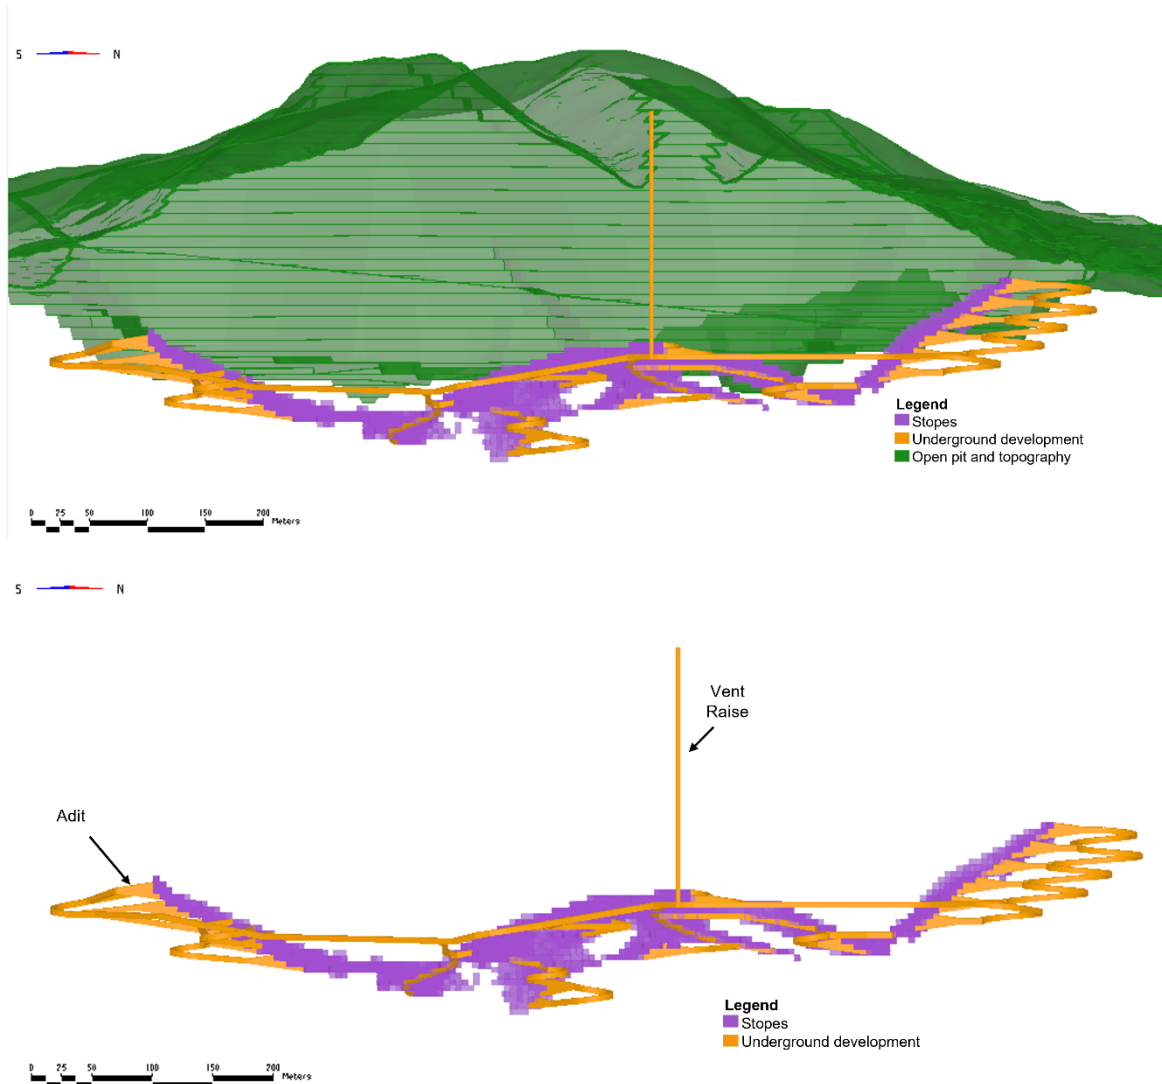 S N
Legend
Stopes
Underground development
Open pit and topography
0 25 50 100 150 200 Meters
S N
Vent
Raise
Adit
Legend
Stopes
Underground development
0 25 50 100 150 200 Meters